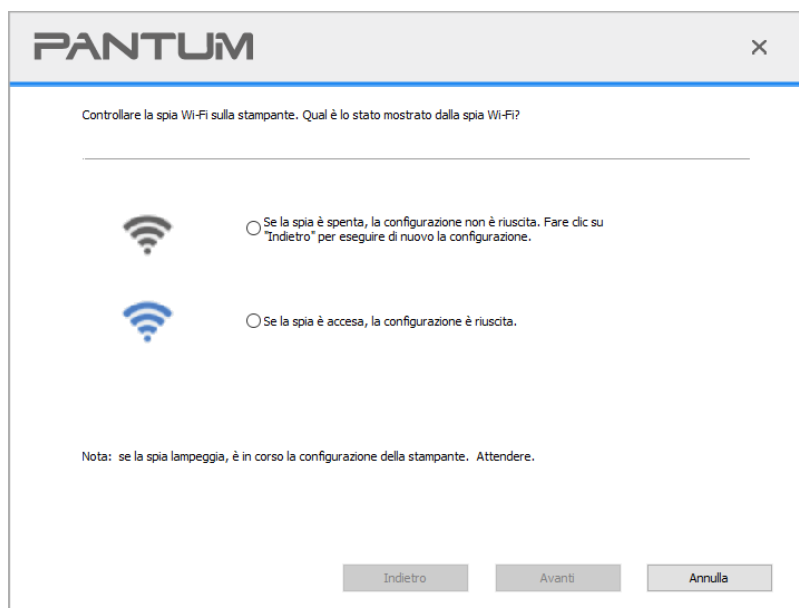 PANTUM
Controllare la spia Wi-Fi sulla stampante. Qual è lo stato mostrato dalla spia Wi-Fi?
Se la spia è spenta, la configurazione non è riuscita. Fare clic su
"Indietro" per eseguire di nuovo la configurazione.
Se la spia è accesa, la configurazione è riuscita.
Nota: se la spia lampeggia, è in corso la configurazione della stampante. Attendere.
Indietro
Avanti
Annulla